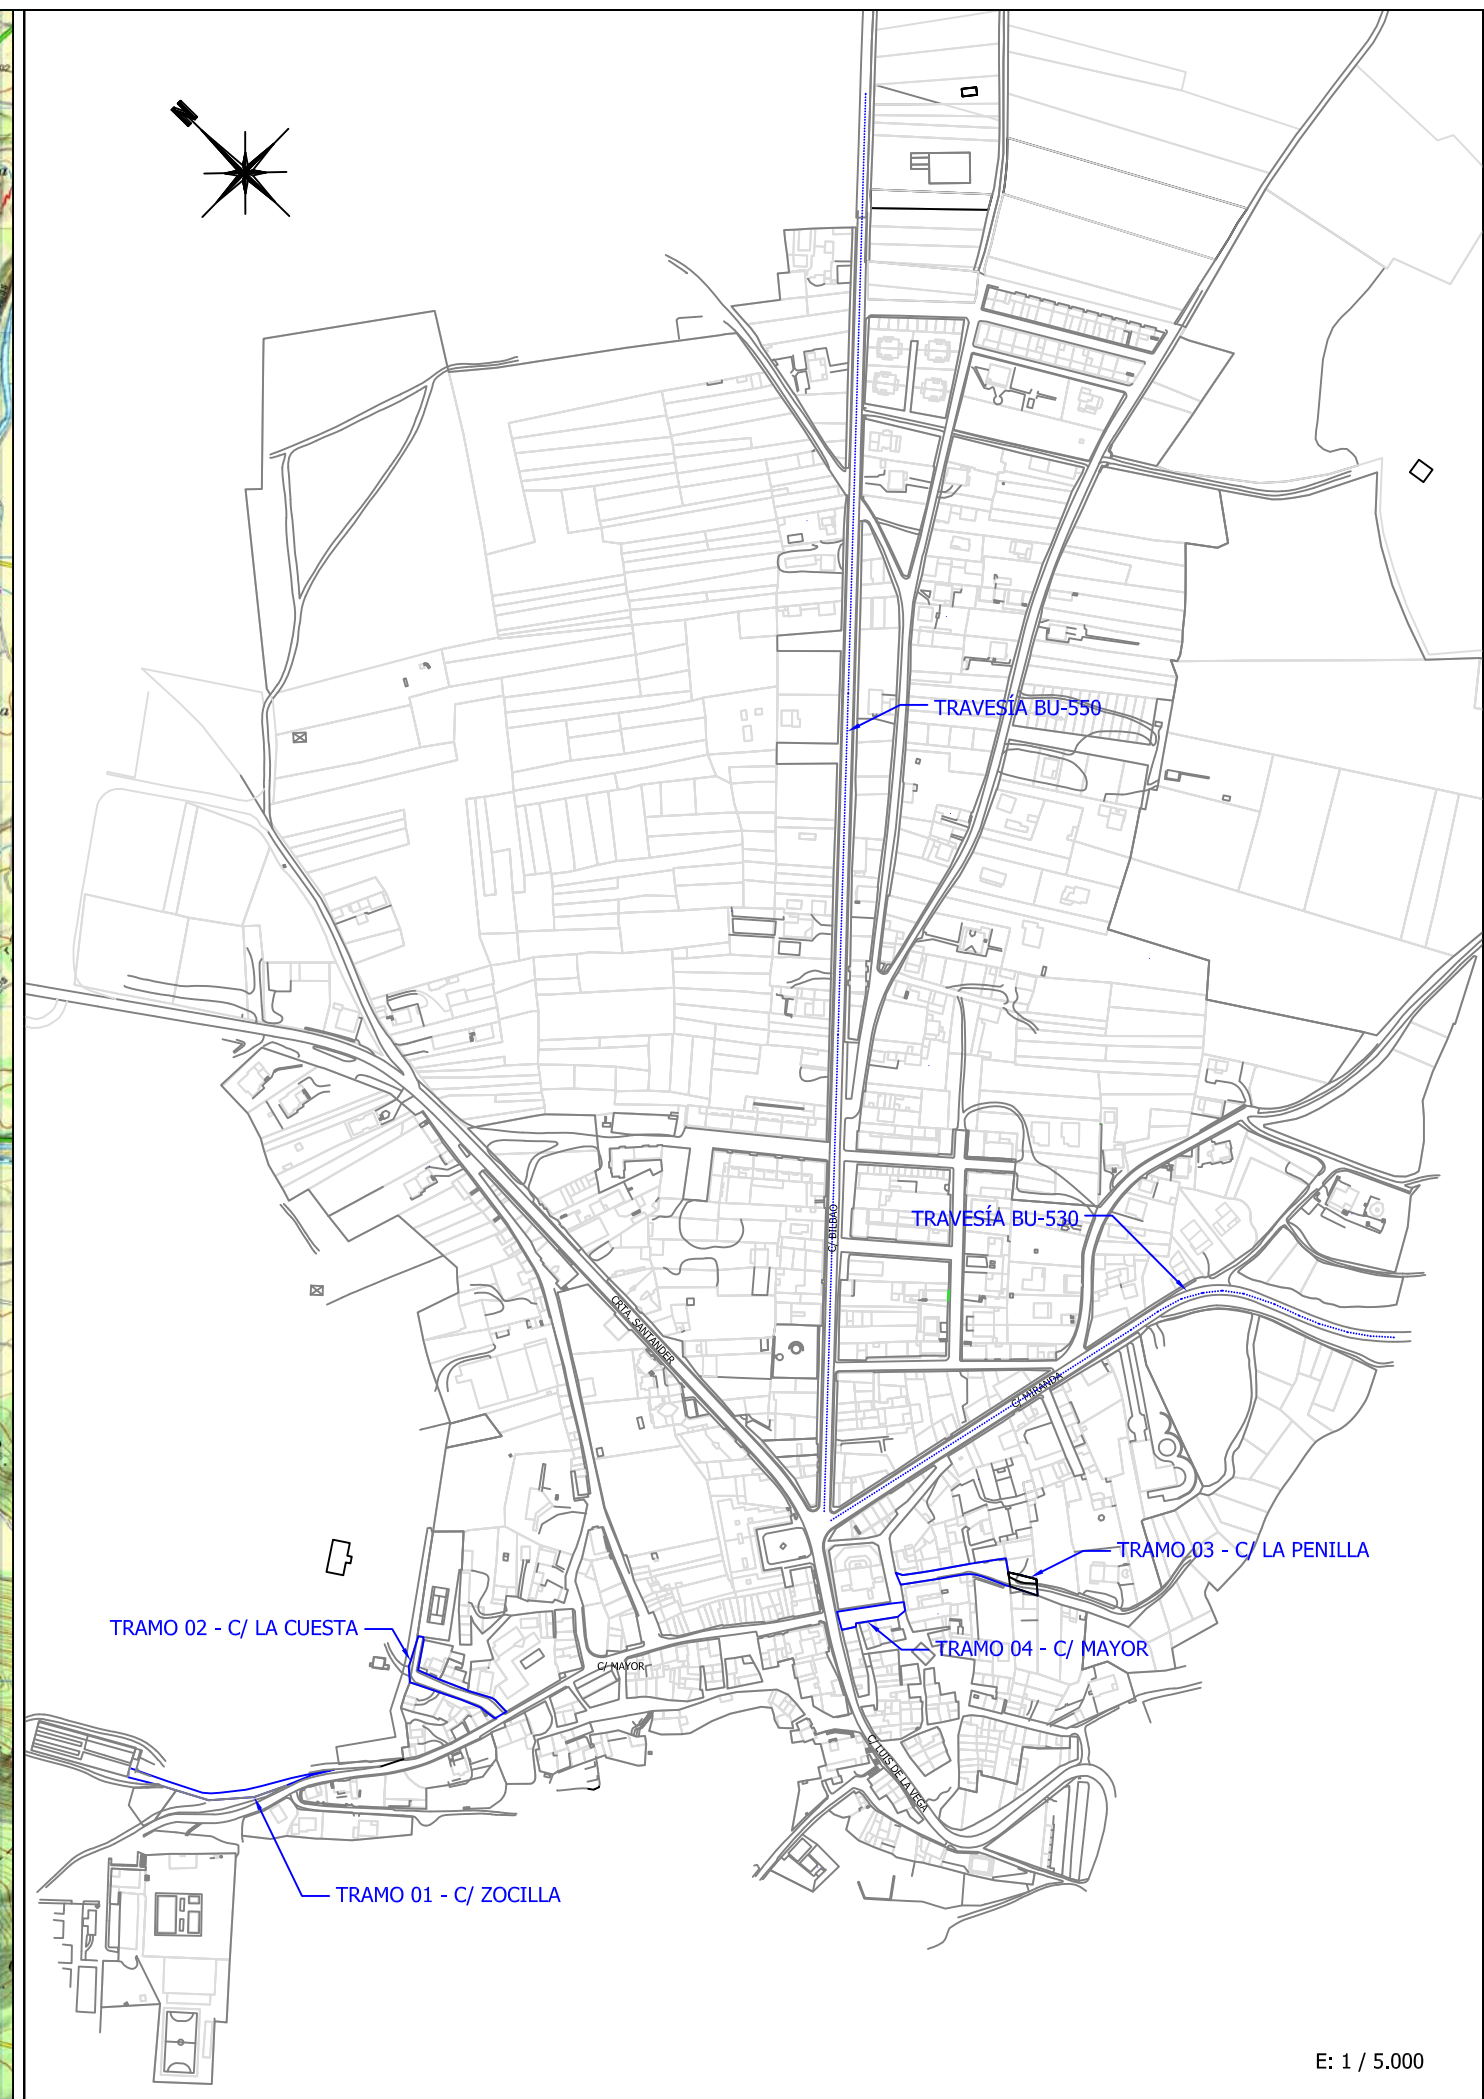 N
TRAVESÍA BU-550
TRAVESÍA BU-530
C/ BILBAO
CRTA. SANTANDER
C/ MIRANDA
TRAMO 03 - C/ LA PENILLA
TRAMO 02 - C/ LA CUESTA
TRAMO 04 - C/ MAYOR
C/ MAYOR
C/ LUIS DE LA VEGA
TRAMO 01 - C/ ZOCILLA
E: 1 / 5.000